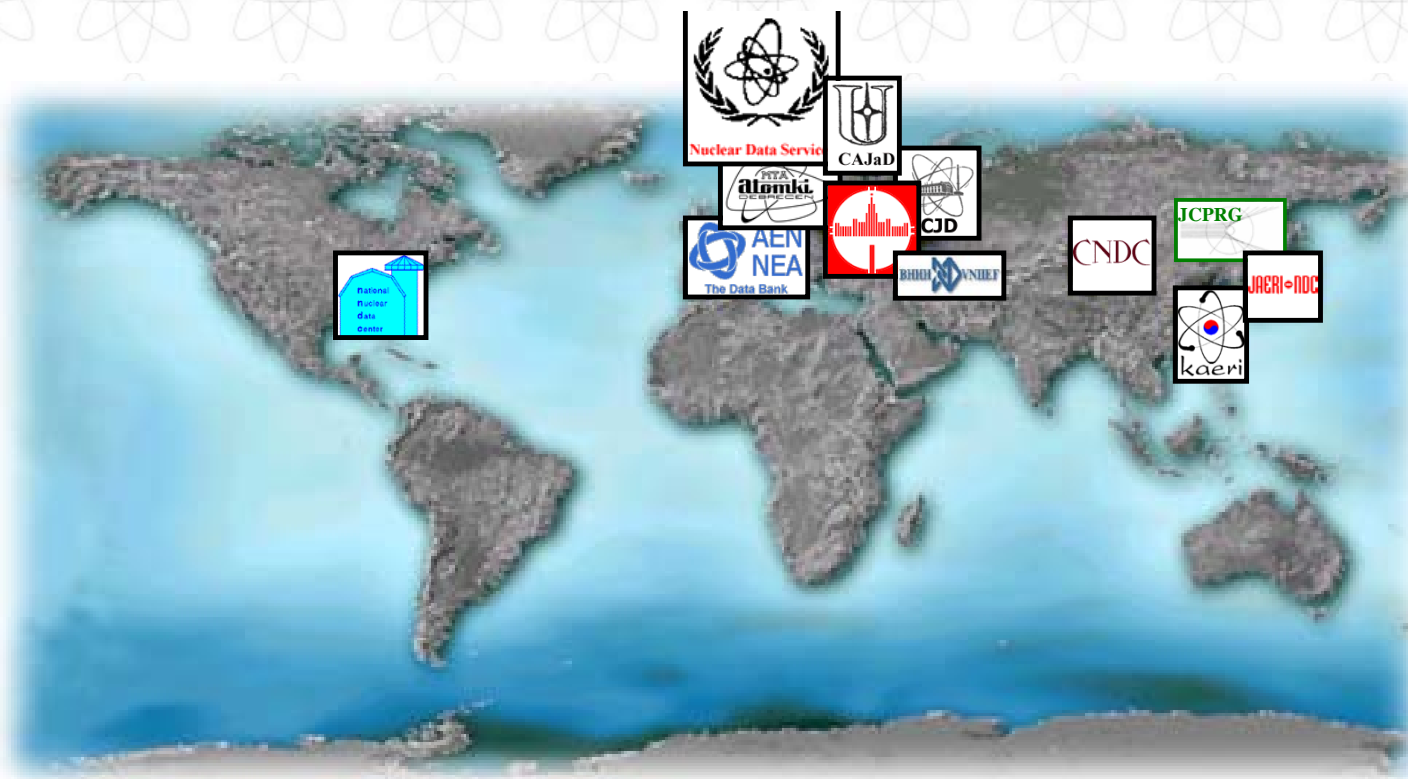 Nuclear Data Servic
CAJaD
MTA
atomki
DEBRECEN
CJD
AEN
NEA
The Data Bank
ВНИИЭФ VNIIEF
CNDC
JCPRG
JAERI NDC
kaeri
national
nuclear
data
center